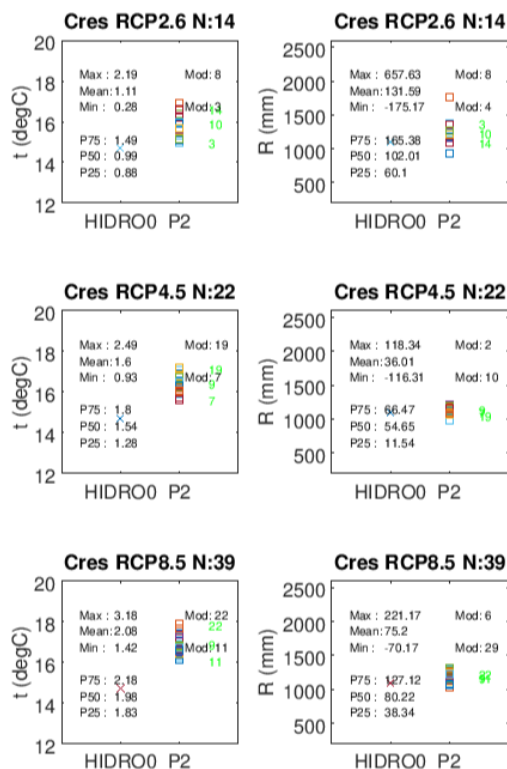 Cres RCP2.6 N:14
20
18
16
14
12
t (degC)
Max : 2.19 Mod: 8
Mean: 1.11
Min : 0.28 Mod: 3
P75 : 1.49
P50 : 0.99
P25 : 0.88
10
3
HIDRO0 P2
Cres RCP2.6 N:14
2500
2000
1500
1000
500
R (mm)
Max : 657.63 Mod: 8
Mean: 131.59
Min : -175.17 Mod: 4
P75 : 165.38
P50 : 102.01
P25 : 60.1
3
10
14
HIDRO0 P2
Cres RCP4.5 N:22
20
18
16
14
12
t (degC)
Max : 2.49 Mod: 19
Mean: 1.6
Min : 0.93 Mod: 7
P75 : 1.8
P50 : 1.54
P25 : 1.28
19
9
7
HIDRO0 P2
Cres RCP4.5 N:22
2500
2000
1500
1000
500
R (mm)
Max : 118.34 Mod: 2
Mean: 36.01
Min : -116.31 Mod: 10
P75 : 66.47
P50 : 54.65
P25 : 11.54
HIDRO0 P2
Cres RCP8.5 N:39
20
18
16
14
12
t (degC)
Max : 3.18 Mod: 22
Mean: 2.08
Min : 1.42 Mod: 11
P75 : 2.18
P50 : 1.98
P25 : 1.83
22
9
11
HIDRO0 P2
Cres RCP8.5 N:39
2500
2000
1500
1000
500
R (mm)
Max : 221.17 Mod: 6
Mean: 75.2
Min : -70.17 Mod: 29
P75 : 127.12
P50 : 80.22
P25 : 38.34
HIDRO0 P2